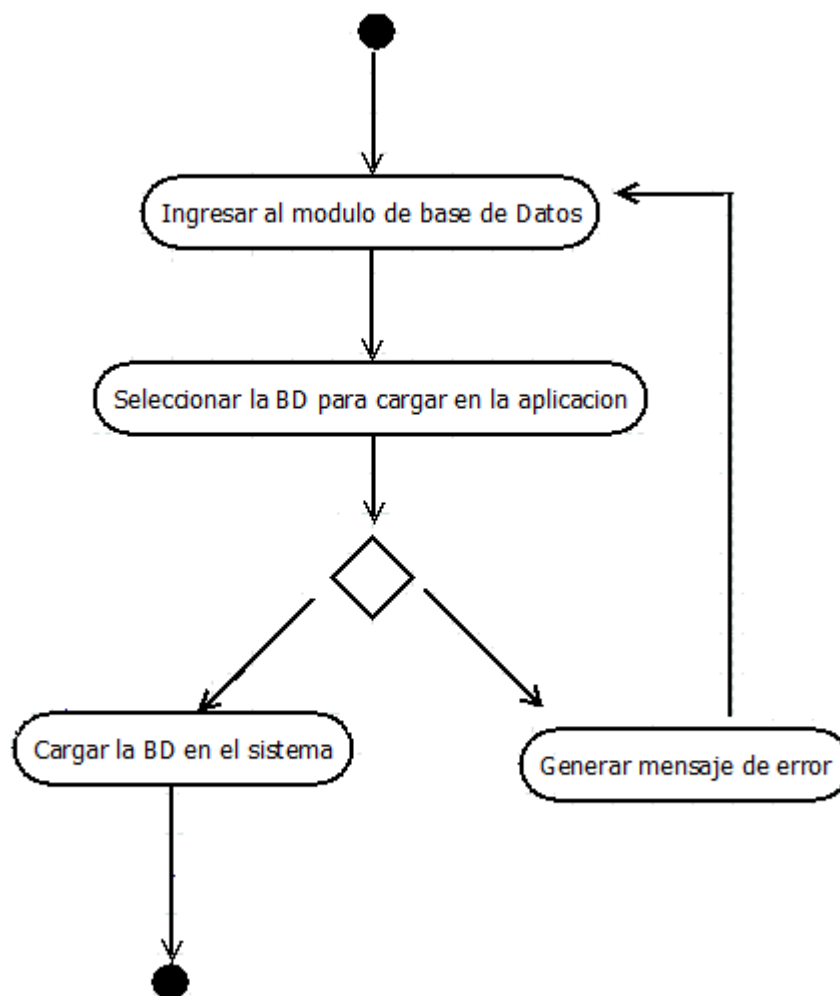 Ingresar al modulo de base de Datos
Seleccionar la BD para cargar en la aplicacion
Cargar la BD en el sistema
Generar mensaje de error